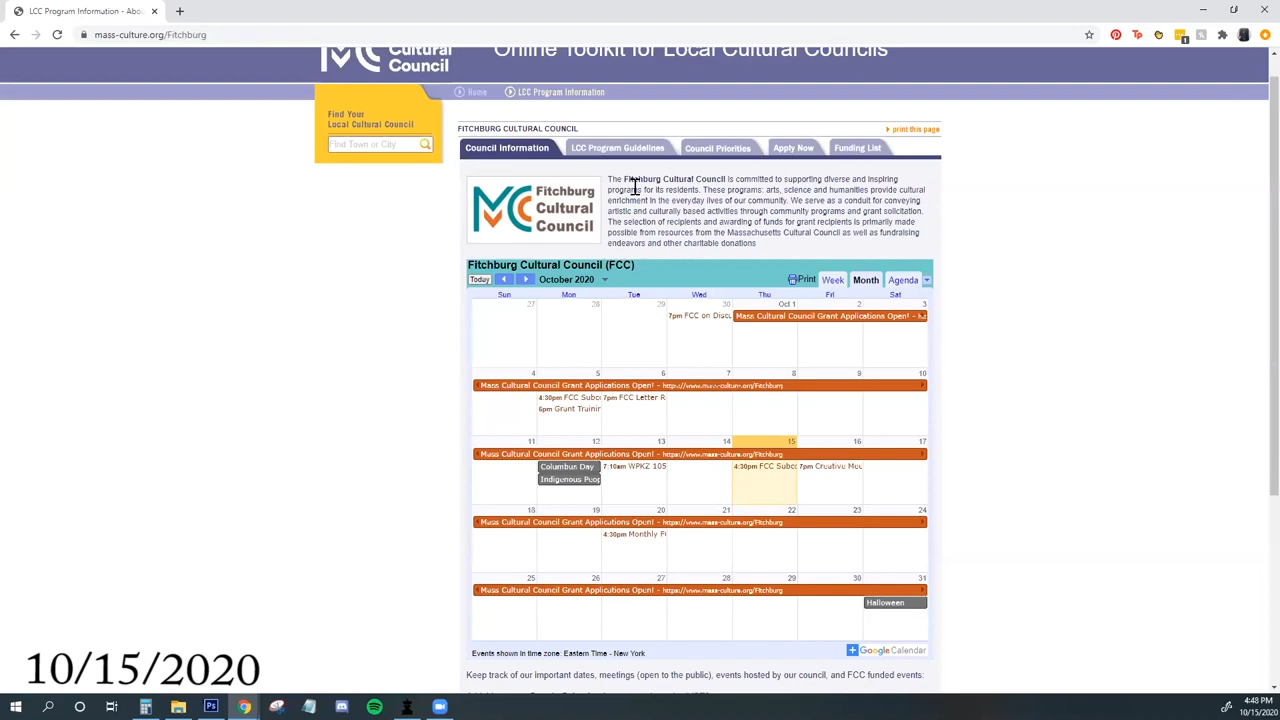 LCC Program Information - Abou
mass-culture.org/Fitchburg
Cultural
Council
Online Toolkit for Local Cultural Councils
Home
LCC Program Information
Find Your
Local Cultural Council
Find Town or City
FITCHBURG CULTURAL COUNCIL
print this page
Council Information
LCC Program Guidelines
Council Priorities
Apply Now
Funding List
Fitchburg
Cultural
Council
The Fitchburg Cultural Council is committed to supporting diverse and inspiring
programs for its residents. These programs: arts, science and humanities provide cultural
enrichment in the everyday lives of our community. We serve as a conduit for conveying
artistic and culturally based activities through community programs and grant solicitation.
The selection of recipients and awarding of funds for grant recipients is primarily made
possible from resources from the Massachusetts Cultural Council as well as fundraising
endeavors and other charitable donations
Fitchburg Cultural Council (FCC)
Today October 2020 Print Week Month Agenda
Sun Mon Tue Wed Thu Fri Sat
27 28 29 30 Oct 1 2 3
7pm FCC on Discu
Mass Cultural Council Grant Applications Open! - ht
4 5 6 7 8 9 10
Mass Cultural Council Grant Applications Open! - https://www.mass-culture.org/Fitchburg
4:30pm FCC Subco 7pm FCC Letter R
6pm Grant Trainin
11 12 13 14 15 16 17
Mass Cultural Council Grant Applications Open! - https://www.mass-culture.org/Fitchburg
Columbus Day 7:10am WPKZ 105 4:30pm FCC Subco 7pm Creative Mee
Indigenous Peop
18 19 20 21 22 23 24
Mass Cultural Council Grant Applications Open! - https://www.mass-culture.org/Fitchburg
4:30pm Monthly F
25 26 27 28 29 30 31
Mass Cultural Council Grant Applications Open! - https://www.mass-culture.org/Fitchburg
Halloween
Events shown in time zone: Eastern Time - New York
Google Calendar
Keep track of our important dates, meetings (open to the public), events hosted by our council, and FCC funded events:
10/15/2020
4:48 PM
10/15/2020